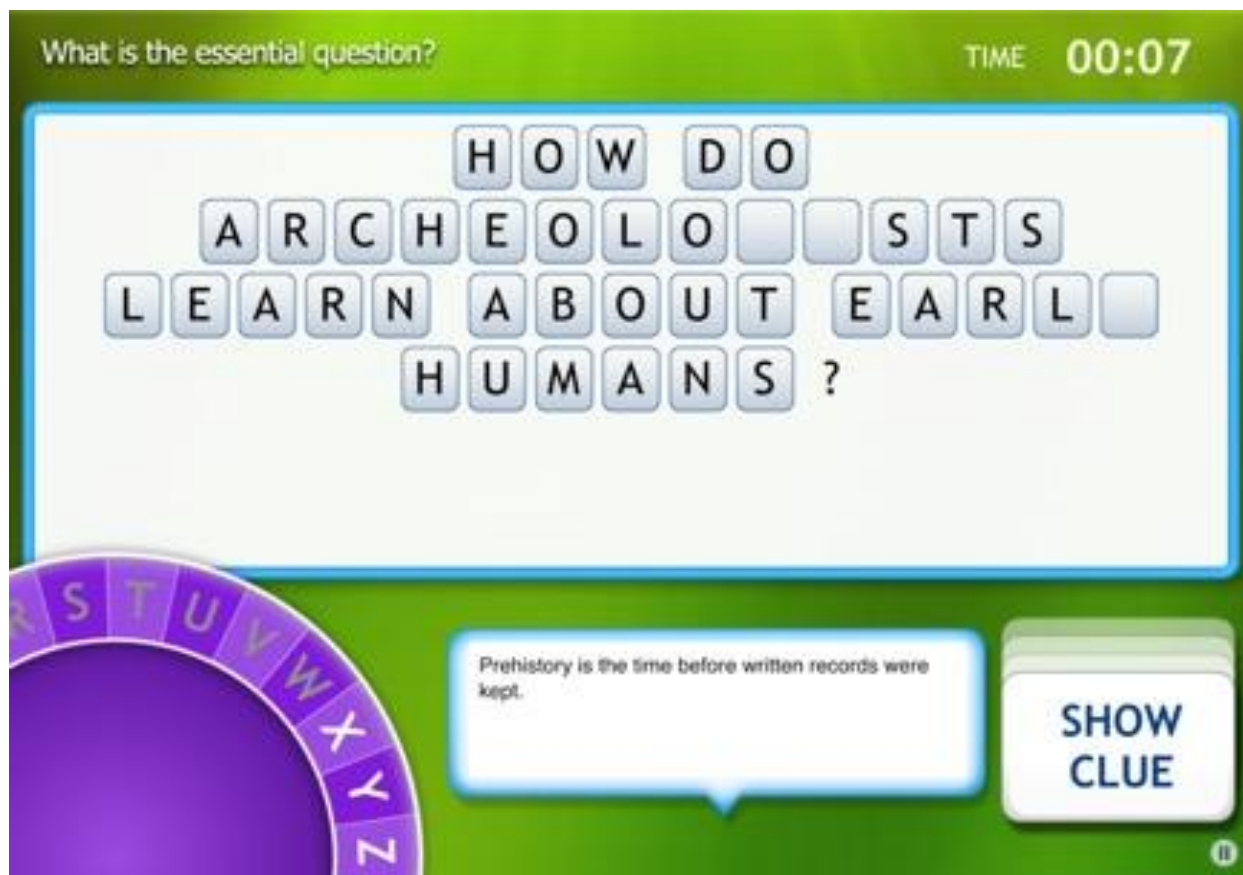 What is the essential question?
TIME 00:07
HOW DO
ARCHEOLO  STS
LEARN ABOUT EARL
HUMANS ?
R S T U V W X Y Z
Prehistory is the time before written records were
kept.
SHOW
CLUE